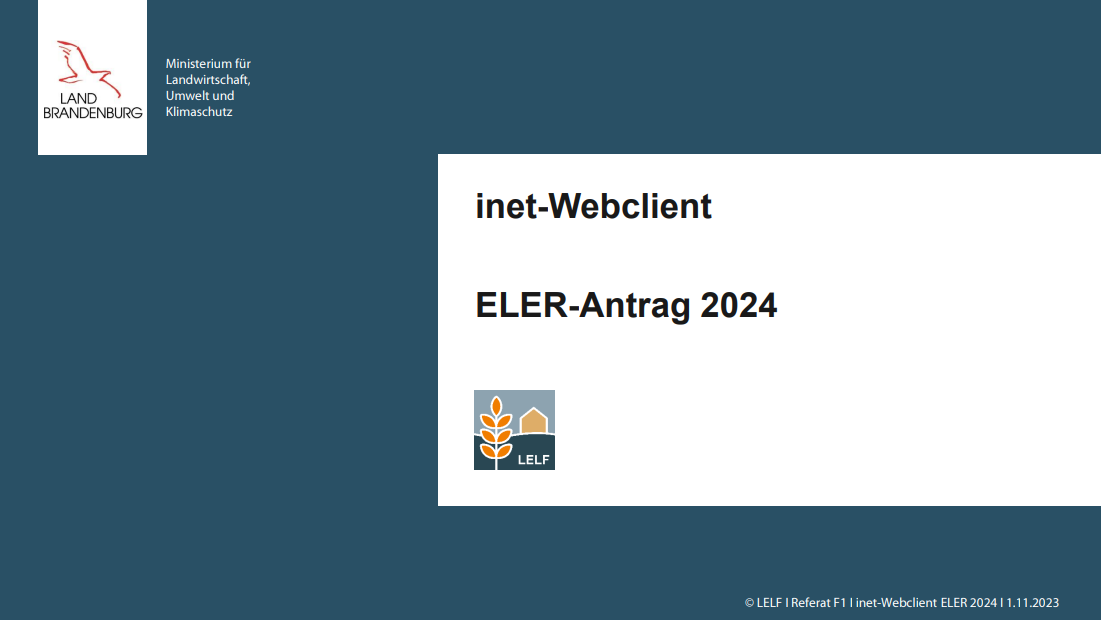 LAND
BRANDENBURG
Ministerium für
Landwirtschaft,
Umwelt und
Klimaschutz
inet-Webclient
ELER-Antrag 2024
LELF
© LELF I Referat F1 I inet-Webclient ELER 2024 I 1.11.2023